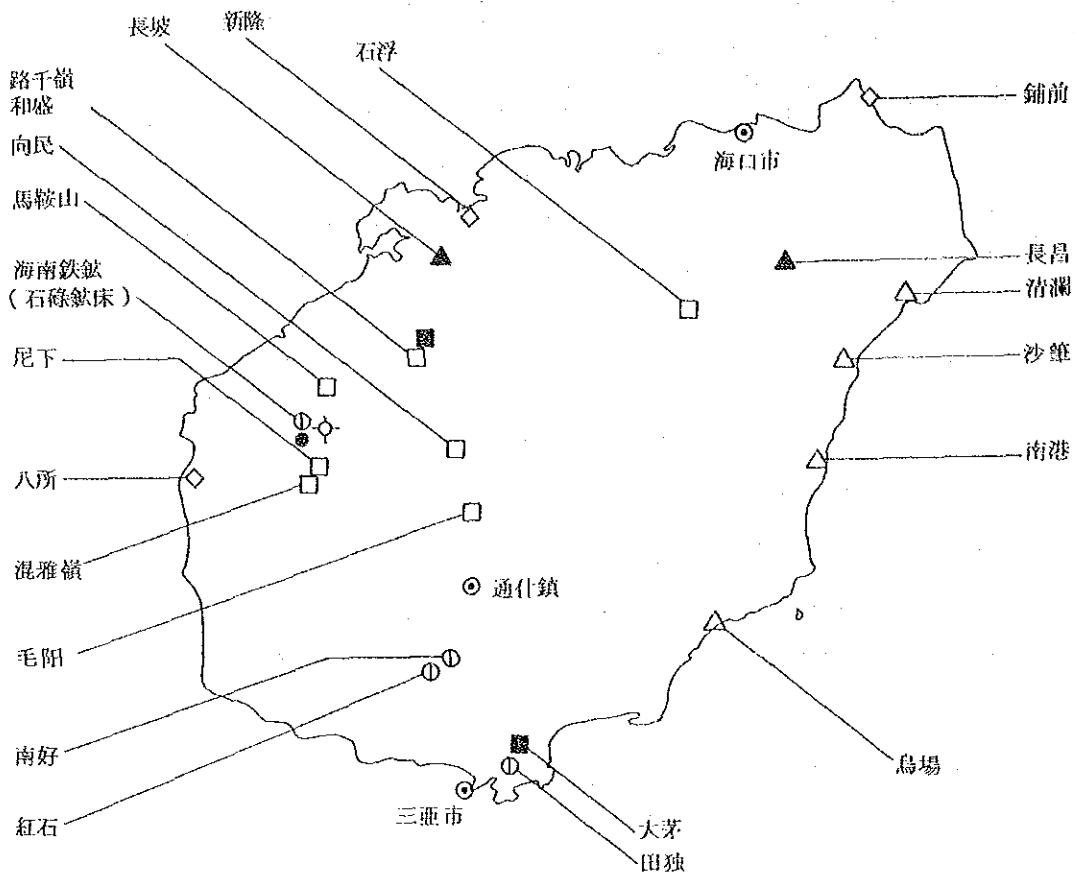 長坡
新隆
石浮
路千嶺
和盛
向民
馬鞍山
海南鉄鉱
(石碌鉱床)
尼下
八所
混雅嶺
毛陽
南好
紅石
鋪前
海口市
長昌
清瀾
沙篁
南港
通什鎮
烏場
三亜市
大茅
田独